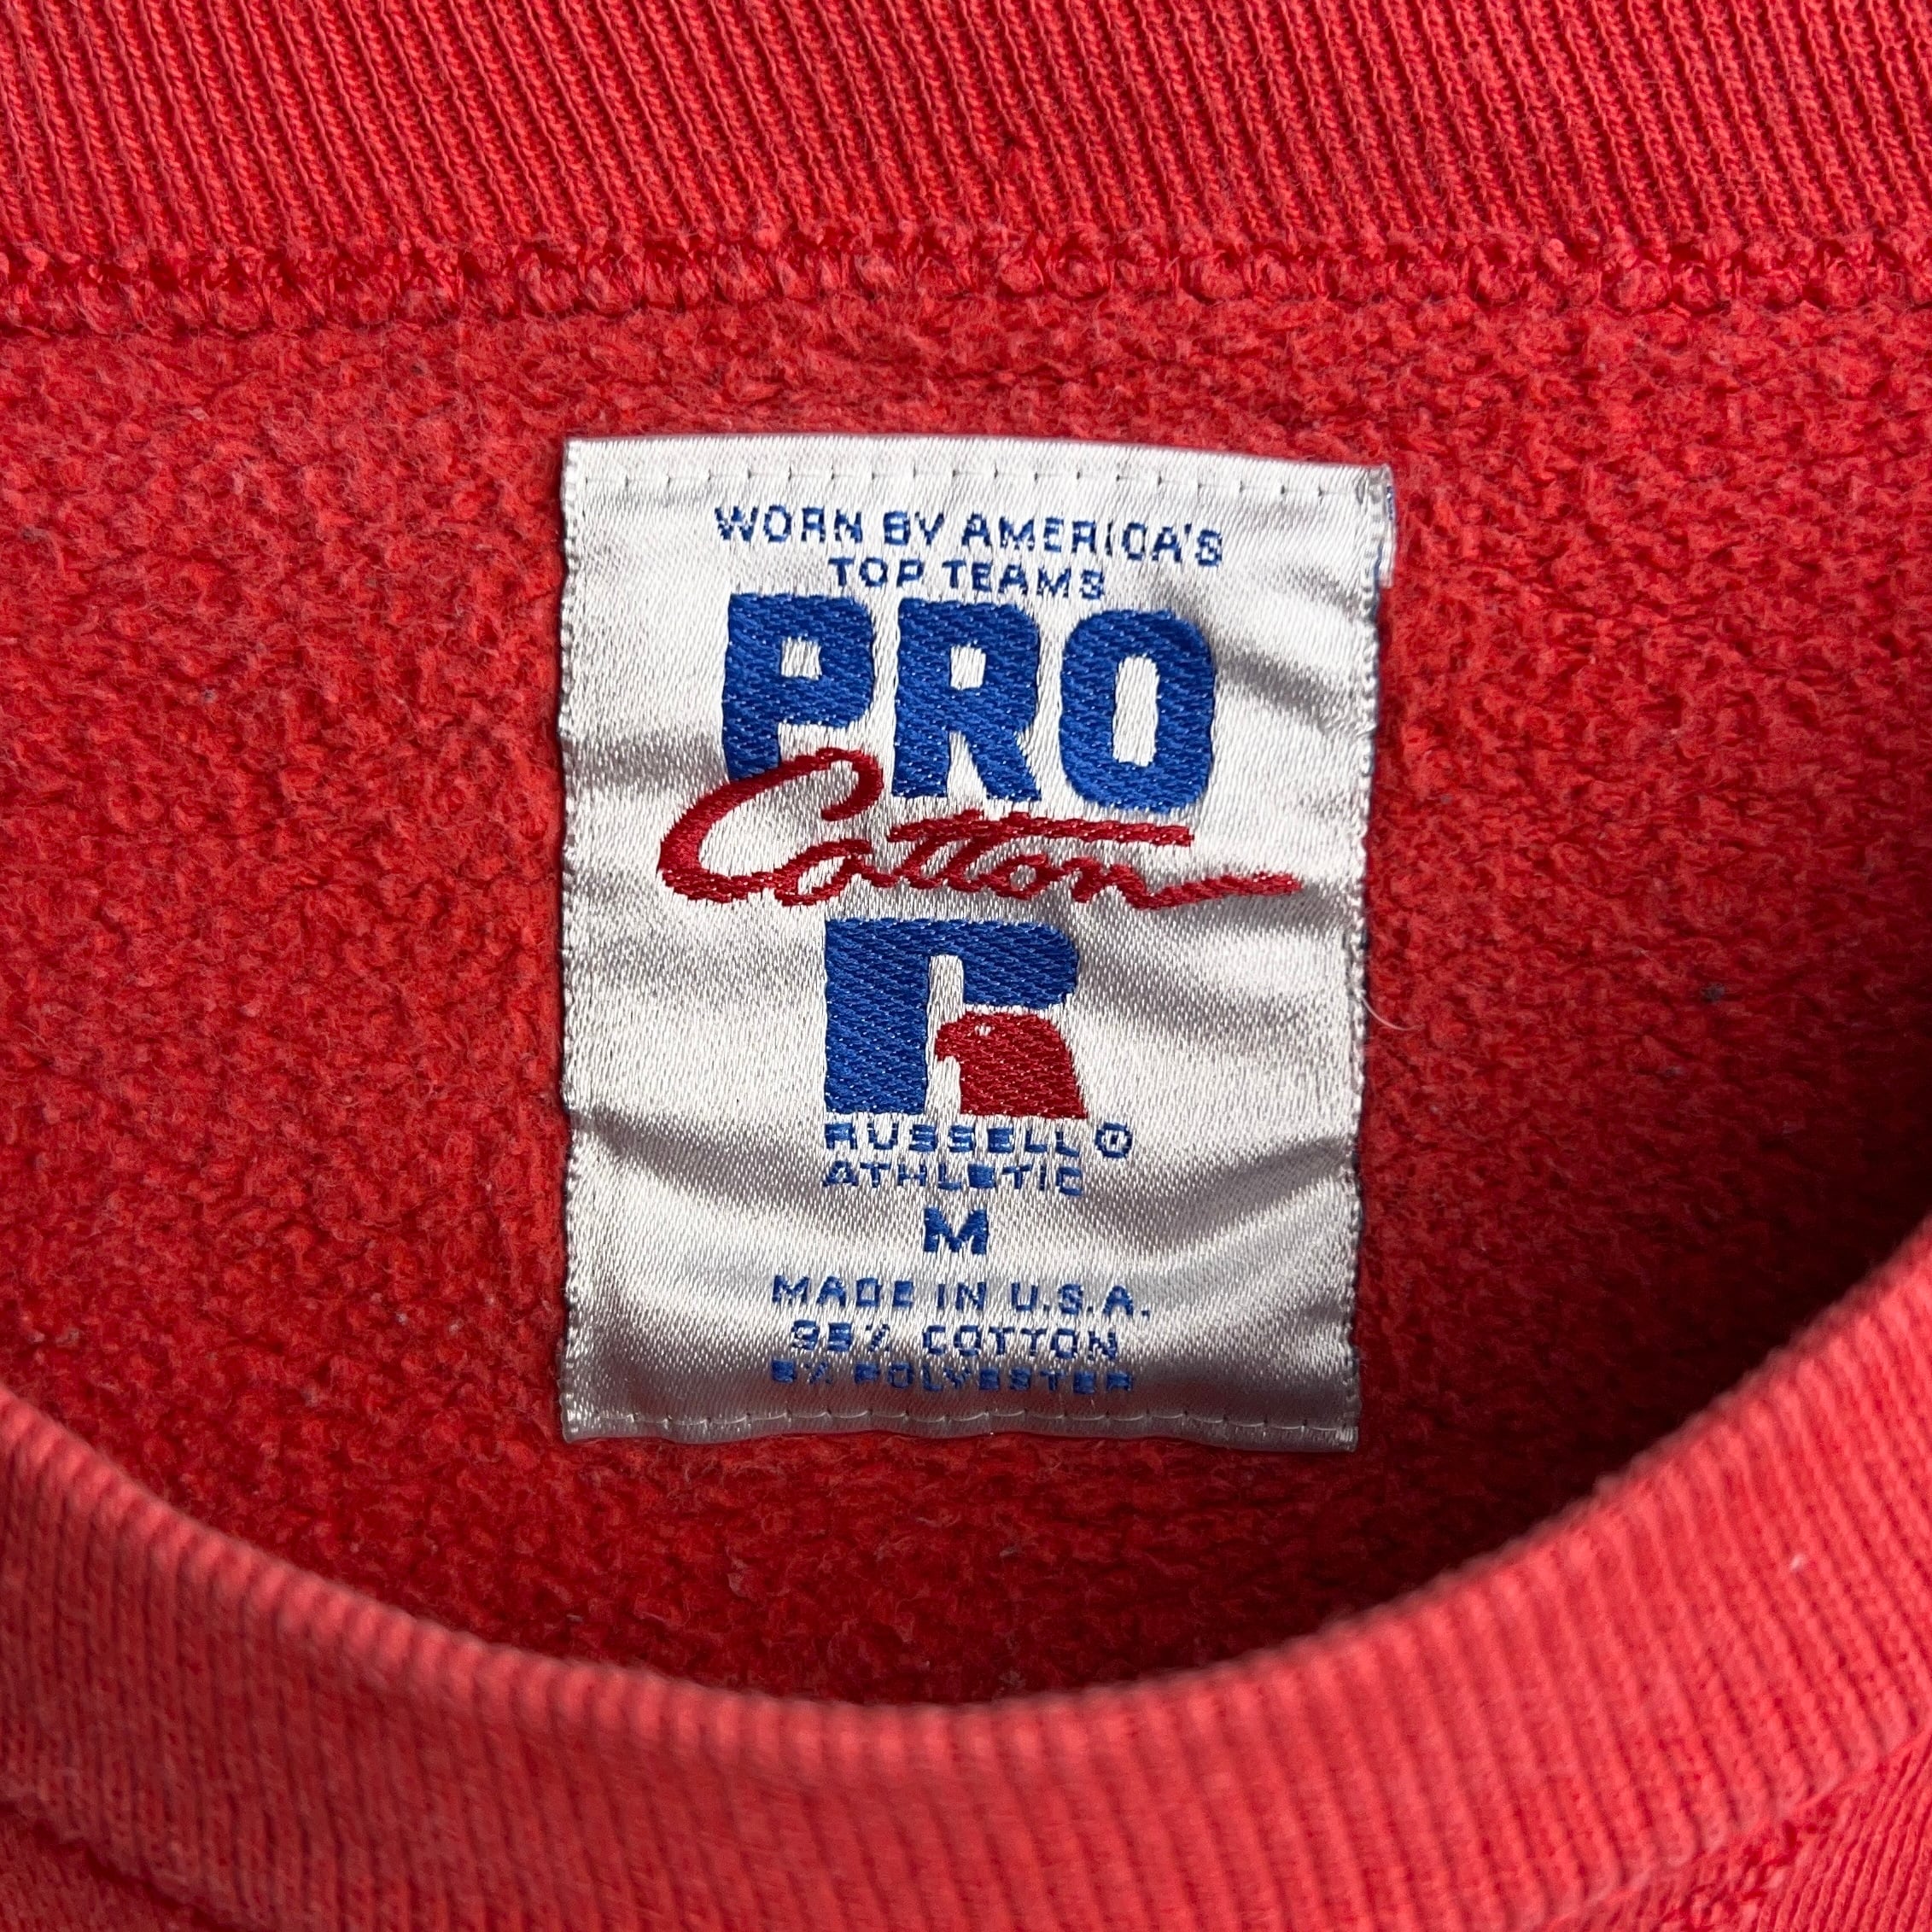 WORN BY AMERICA'S
TOP TEAMS
PRO
Cotton
RUSSELL ®
ATHLETIC
M
MADE IN U.S.A.
95% COTTON
5% POLYESTER